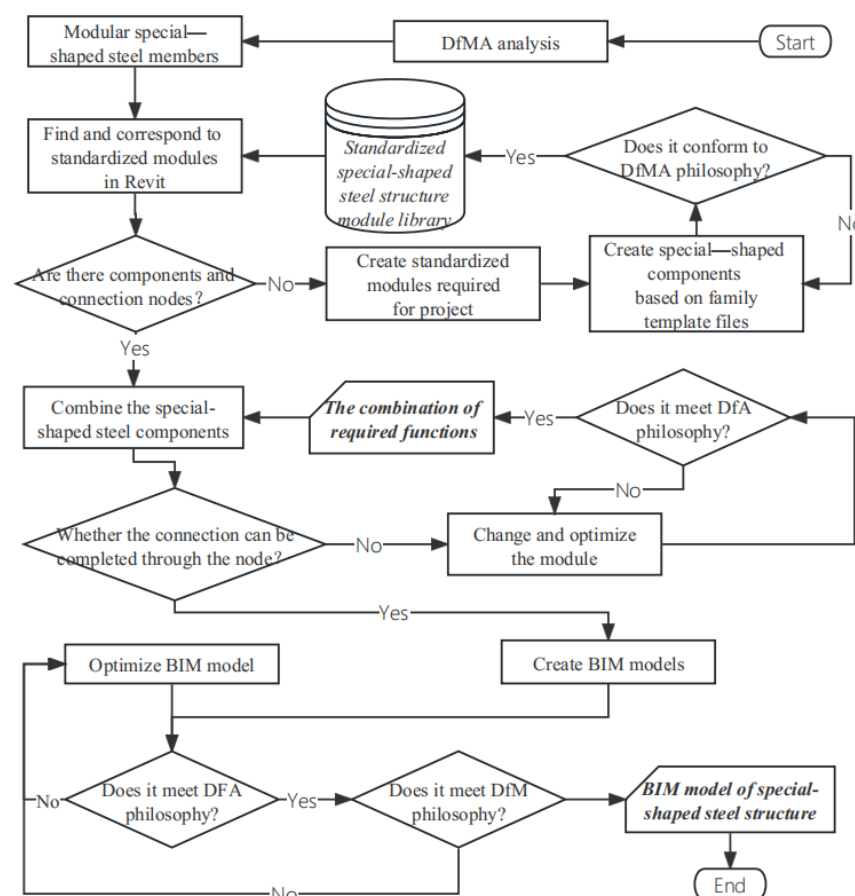 Modular special—
shaped steel members
DfMA analysis
Start
Find and correspond to
standardized modules
in Revit
Standardized
special-shaped
steel structure
module library
Yes
Does it conform to
DfMA philosophy?
No
Are there components and
connection nodes?
No
Create standardized
modules required
for project
Create special—shaped
components
based on family
template files
Yes
Combine the special-
shaped steel components
The combination of
required functions
Yes
Does it meet DfA
philosophy?
No
Whether the connection can be
completed through the node?
No
Change and optimize
the module
Yes
Optimize BIM model
Create BIM models
No
Does it meet DFA
philosophy?
Yes
Does it meet DfM
philosophy?
BIM model of special-
shaped steel structure
No
End